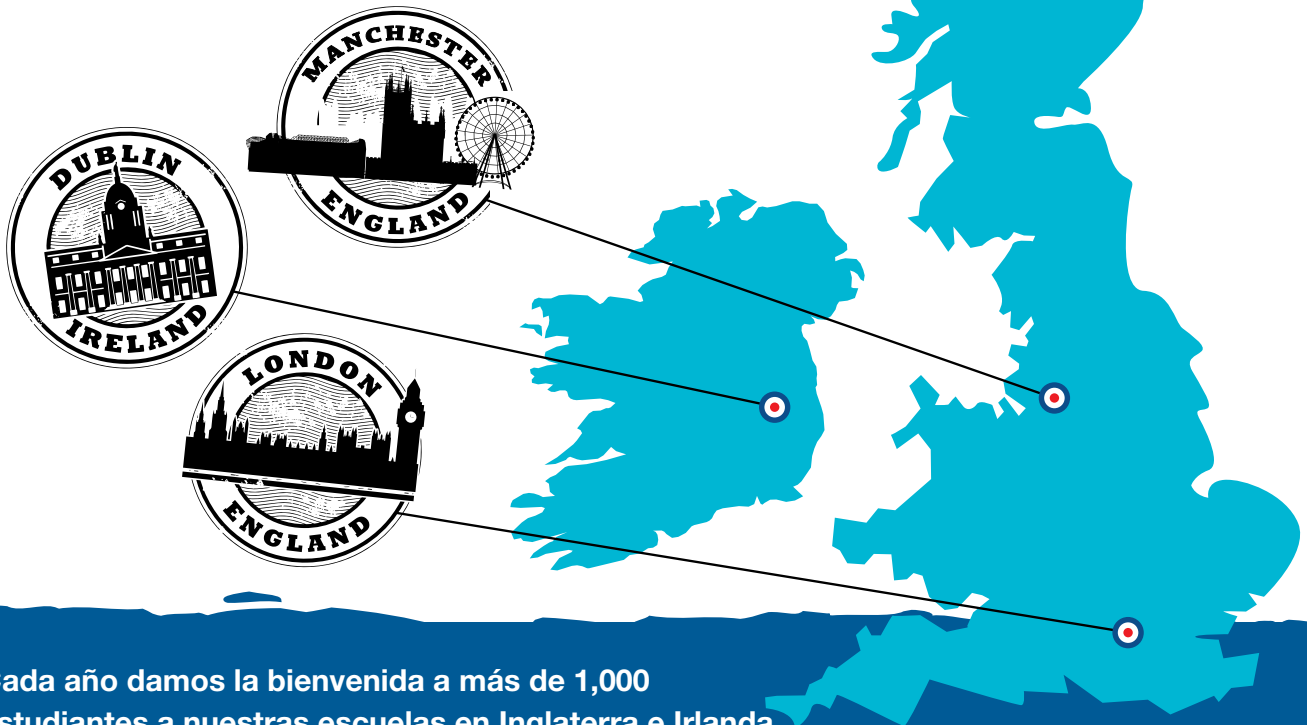 MANCHESTER
ENGLAND
DUBLIN
IRELAND
LONDON
ENGLAND
Cada año damos la bienvenida a más de 1,000
estudiantes a nuestras escuelas en Inglaterra e Irlanda